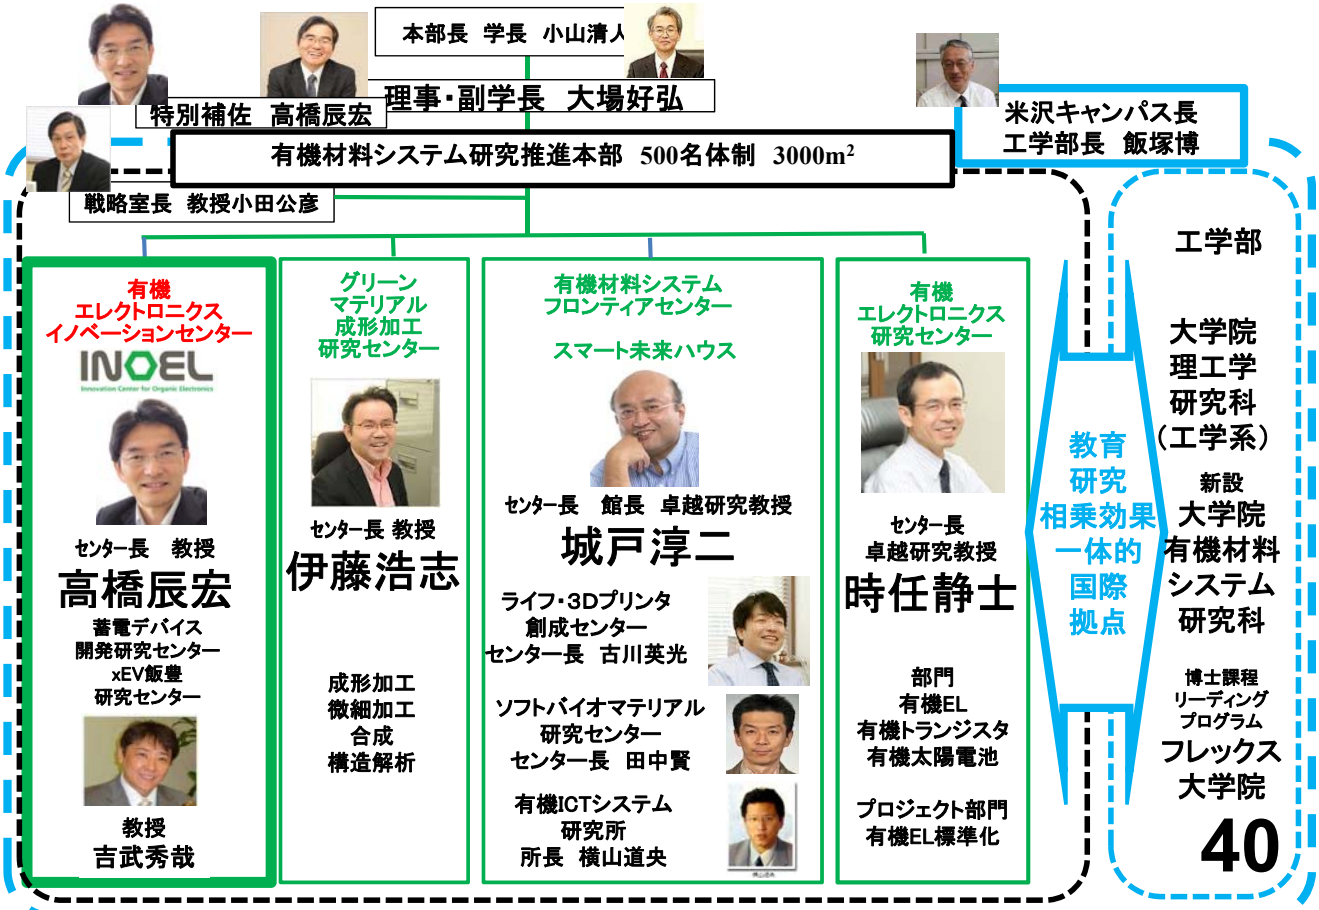 本部長 学長 小山清人
理事・副学長 大場好弘
特別補佐 高橋辰宏
有機材料システム研究推進本部 500名体制 3000m²
戦略室長 教授小田公彦
米沢キャンパス長
工学部長 飯塚博
有機
エレクトロニクス
イノベーションセンター
INOEL
Innovation Center for Organic Electronics
センター長 教授
高橋辰宏
蓄電デバイス
開発研究センター
xEV飯豊
研究センター
教授
吉武秀哉
グリーン
マテリアル
成形加工
研究センター
センター長 教授
伊藤浩志
成形加工
微細加工
合成
構造解析
有機材料システム
フロンティアセンター
スマート未来ハウス
センター長 館長 卓越研究教授
城戸淳二
ライフ・3Dプリンタ
創成センター
センター長 古川英光
ソフトバイオマテリアル
研究センター
センター長 田中賢
有機ICTシステム
研究所
所長 横山道央
有機
エレクトロニクス
研究センター
センター長
卓越研究教授
時任静士
部門
有機EL
有機トランジスタ
有機太陽電池
プロジェクト部門
有機EL標準化
教育
研究
相乗効果
一体的
国際
拠点
工学部
大学院
理工学
研究科
(工学系)
新設
大学院
有機材料
システム
研究科
博士課程
リーディング
プログラム
フレックス
大学院
40